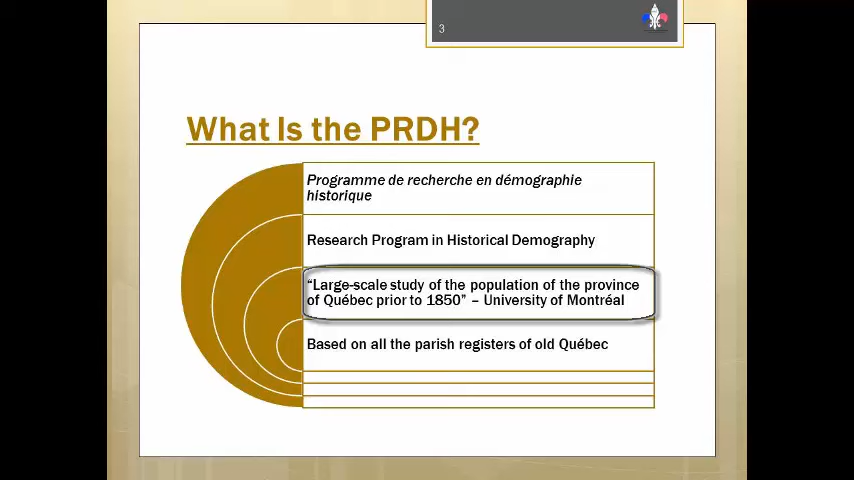 3
What Is the PRDH?
Programme de recherche en démographie
historique
Research Program in Historical Demography
“Large-scale study of the population of the province
of Québec prior to 1850” – University of Montréal
Based on all the parish registers of old Québec